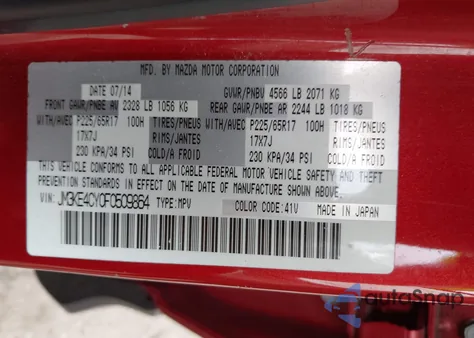 MFD. BY MAZDA MOTOR CORPORATION
DATE 07/14 GVWR/PNBV 4566 LB 2071 KG
FRONT GAWR/PNBE AV 2328 LB 1056 KG REAR GAWR/PNBE AR 2244 LB 1018 KG
WITH/AVEC P225/65R17 100H TIRES/PNEUS WITH/AVEC P225/65R17 100H TIRES/PNEUS
17X7J RIMS/JANTES 17X7J RIMS/JANTES
230 KPA/34 PSI COLD/A FROID 230 KPA/34 PSI COLD/A FROID
THIS VEHICLE CONFORMS TO ALL APPLICABLE FEDERAL MOTOR VEHICLE SAFETY,
BUMPER, AND THEFT PREVENTION STANDARDS IN EFFECT ON THE DATE OF MANUFACTURE SHOWN ABOVE.
VIN: JM3KE4CY0F0509864 TYPE:MPV COLOR CODE:41V MADE IN JAPAN
autoSnap